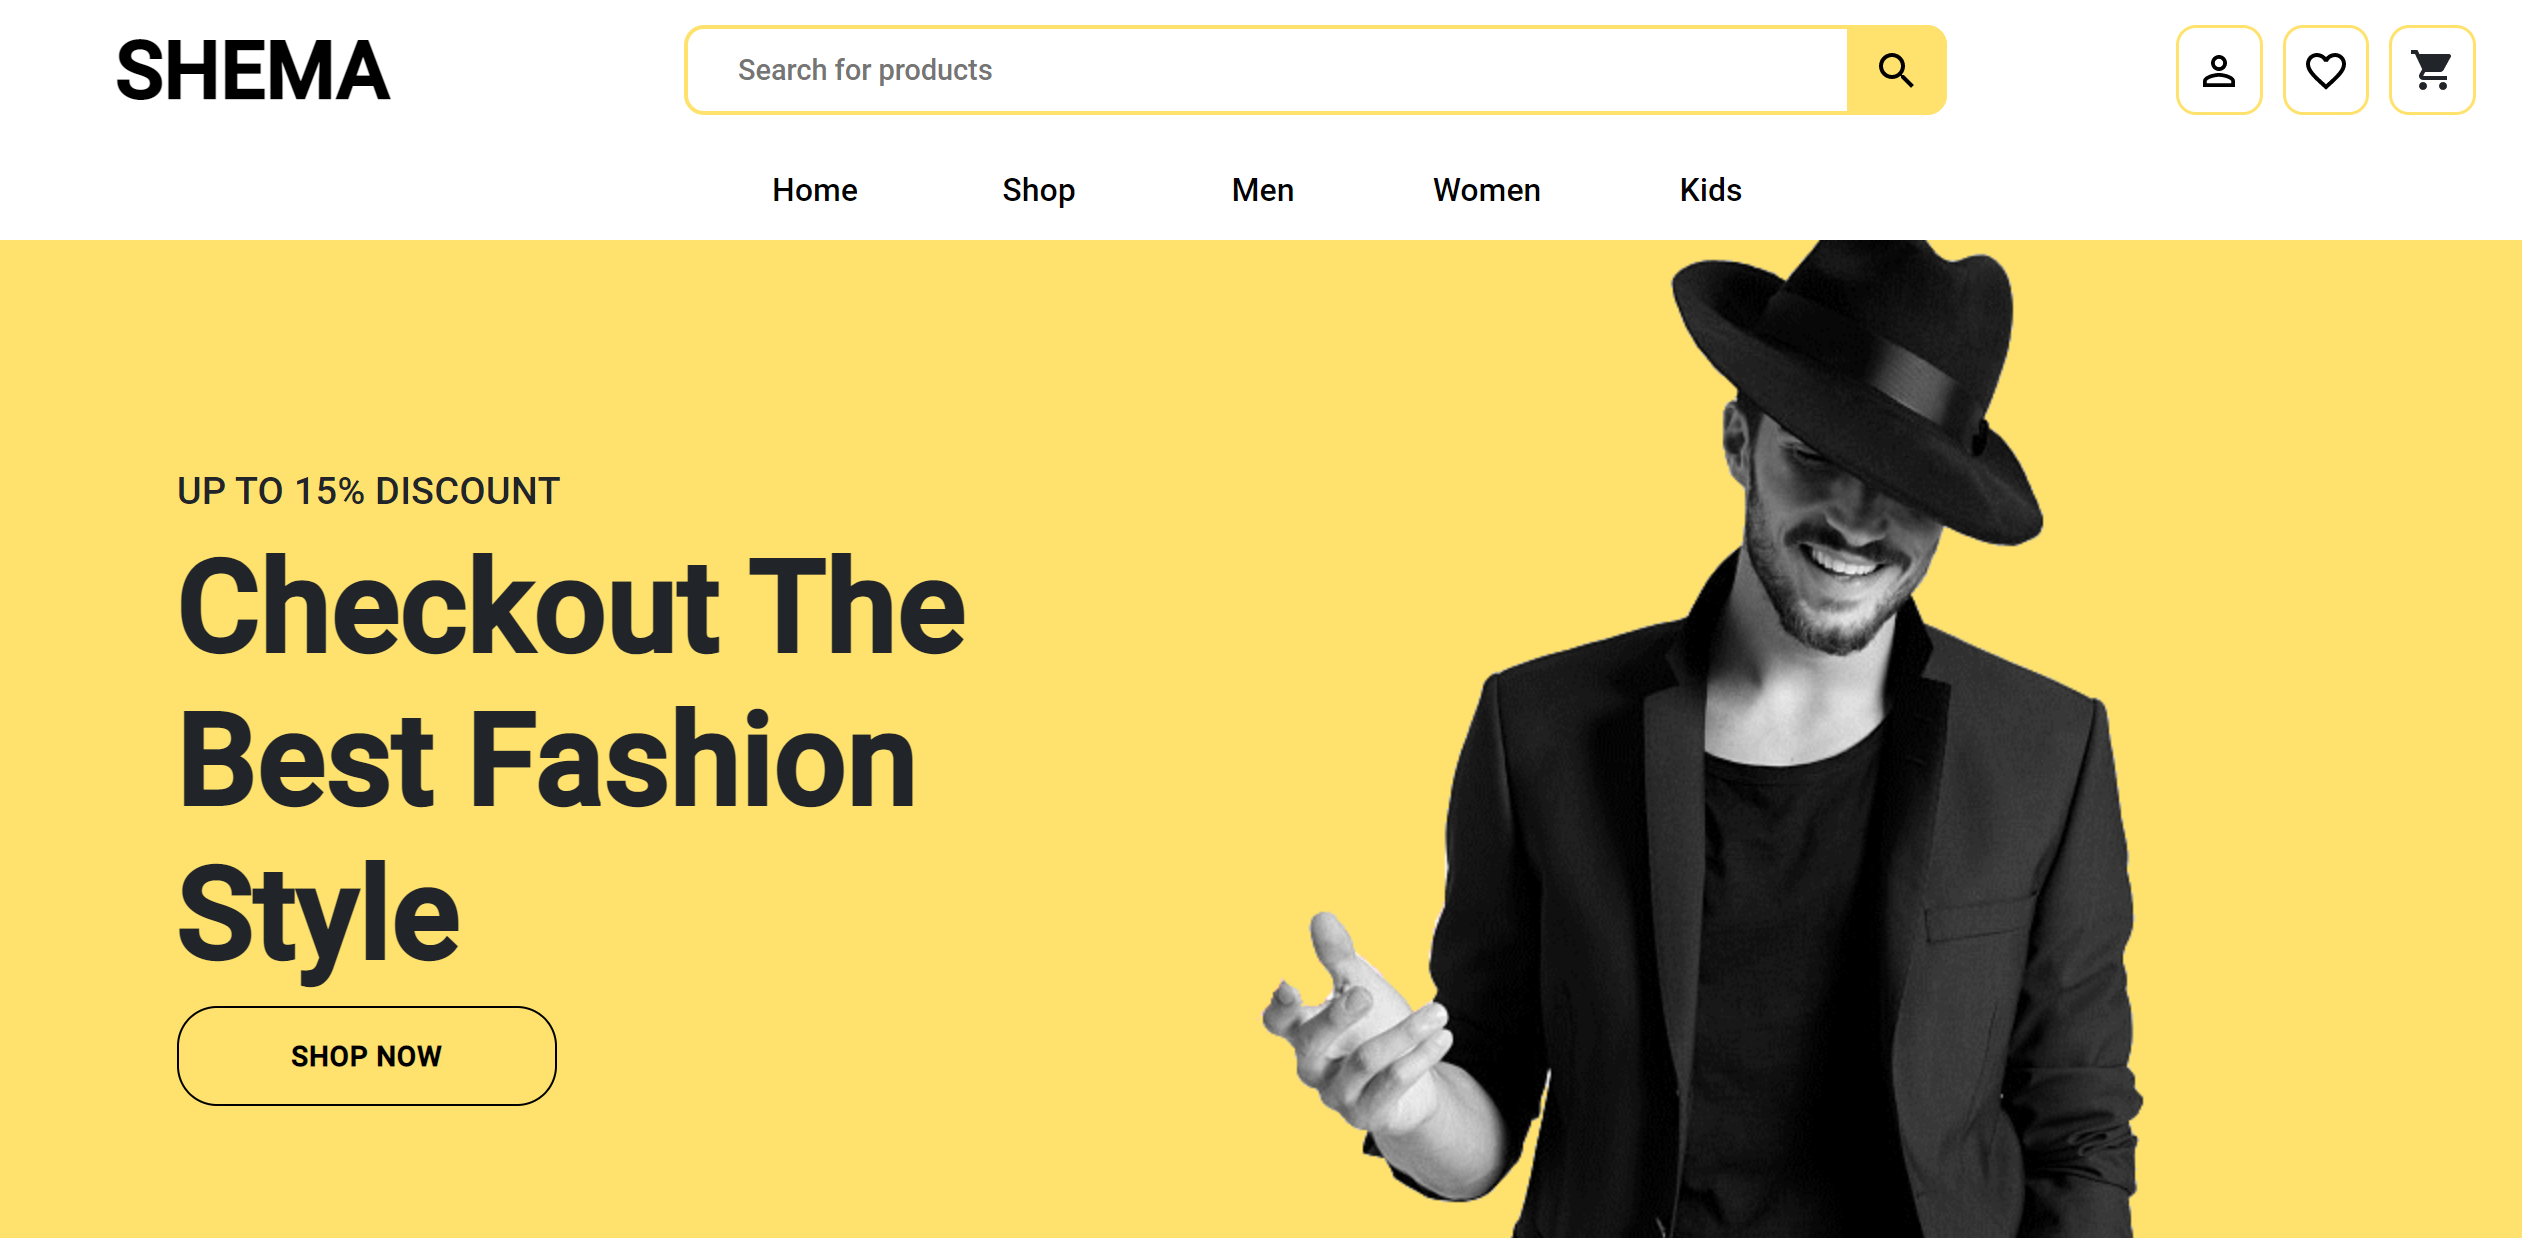 SHEMA
Search for products
Home Shop Men Women Kids
UP TO 15% DISCOUNT
Checkout The
Best Fashion
Style
SHOP NOW